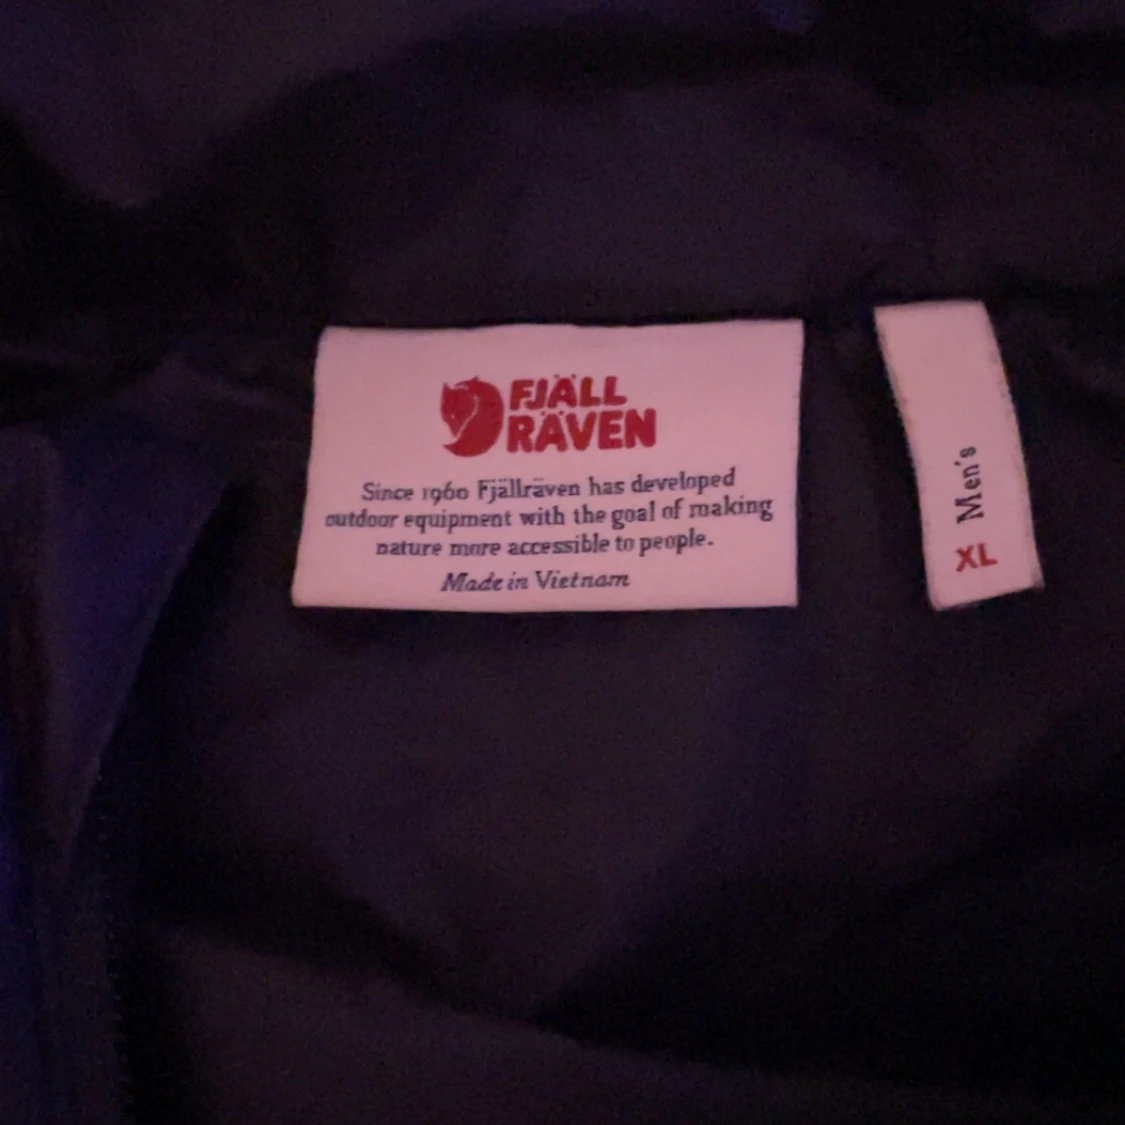 FJÄLL
RÄVEN
Since 1960 Fjällräven has developed
outdoor equipment with the goal of making
nature more accessible to people.
Made in Vietnam
Men's
XL